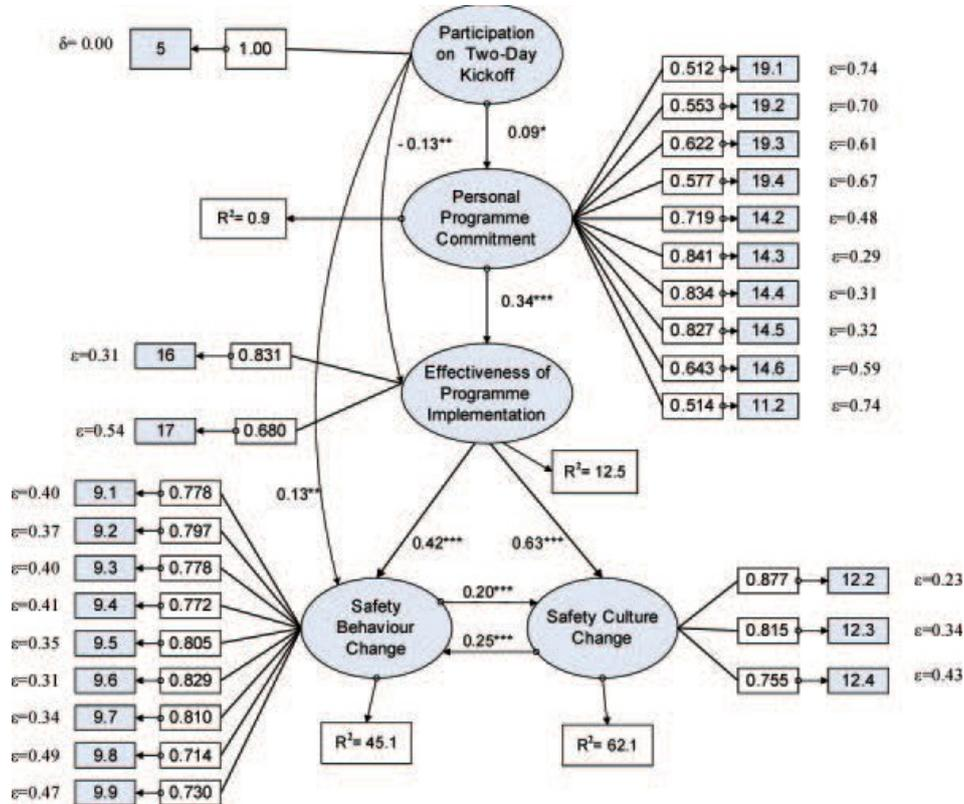 δ= 0.00
5
1.00
Participation
on Two-Day
Kickoff
0.512 19.1 ε=0.74
0.553 19.2 ε=0.70
0.622 19.3 ε=0.61
0.577 19.4 ε=0.67
0.719 14.2 ε=0.48
0.841 14.3 ε=0.29
0.834 14.4 ε=0.31
0.827 14.5 ε=0.32
0.643 14.6 ε=0.59
0.514 11.2 ε=0.74
- 0.13**
0.09*
Personal
Programme
Commitment
R²= 0.9
0.34***
ε=0.31 16 0.831
ε=0.54 17 0.680
Effectiveness of
Programme
Implementation
R²= 12.5
0.13**
0.42***
0.63***
ε=0.40 9.1 0.778
ε=0.37 9.2 0.797
ε=0.40 9.3 0.778
ε=0.41 9.4 0.772
ε=0.35 9.5 0.805
ε=0.31 9.6 0.829
ε=0.34 9.7 0.810
ε=0.49 9.8 0.714
ε=0.47 9.9 0.730
Safety
Behaviour
Change
0.20***
0.25***
Safety Culture
Change
0.877 12.2 ε=0.23
0.815 12.3 ε=0.34
0.755 12.4 ε=0.43
R²= 45.1
R²= 62.1